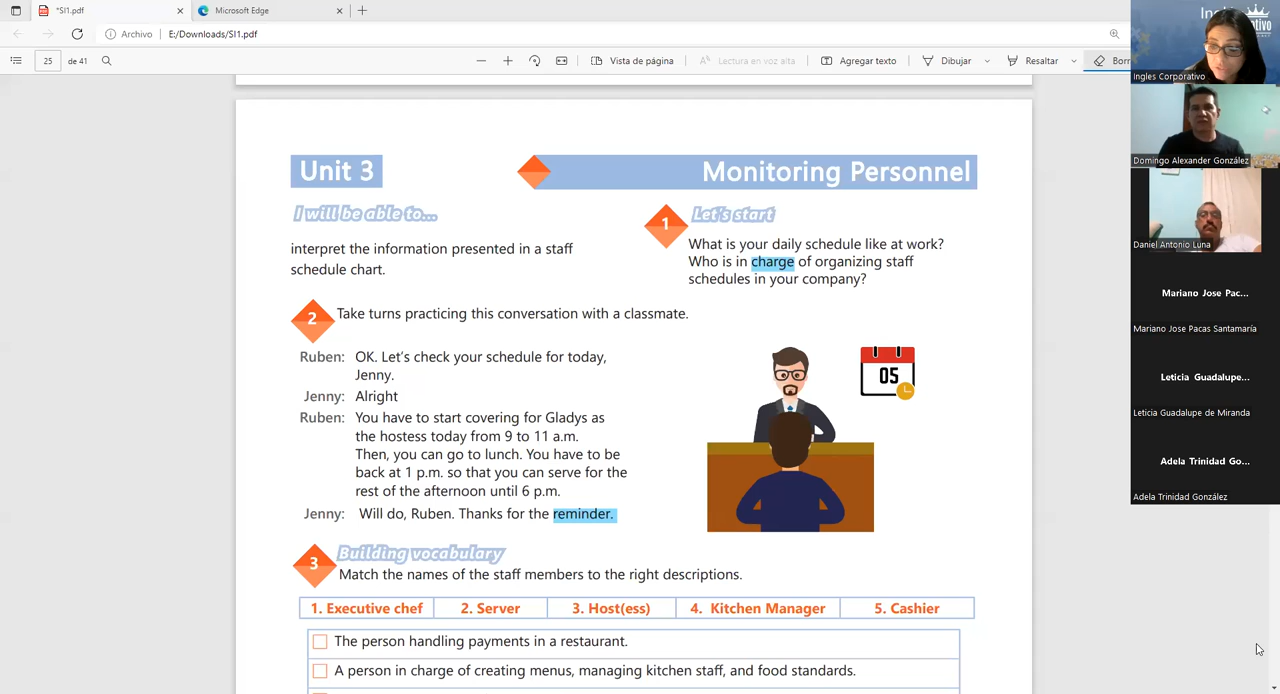 *SI1.pdf
Microsoft Edge
Archivo
E:/Downloads/SI1.pdf
25
de 41
Vista de página
Lectura en voz alta
Agregar texto
Dibujar
Resaltar
Borr
Unit 3
Monitoring Personnel
I will be able to...
interpret the information presented in a staff
schedule chart.
1
Let's start
What is your daily schedule like at work?
Who is in charge of organizing staff
schedules in your company?
2
Take turns practicing this conversation with a classmate.
Ruben: OK. Let's check your schedule for today,
Jenny.
Jenny: Alright
Ruben: You have to start covering for Gladys as
the hostess today from 9 to 11 a.m.
Then, you can go to lunch. You have to be
back at 1 p.m. so that you can serve for the
rest of the afternoon until 6 p.m.
Jenny: Will do, Ruben. Thanks for the reminder.
05
3
Building vocabulary
Match the names of the staff members to the right descriptions.
1. Executive chef
2. Server
3. Host(ess)
4. Kitchen Manager
5. Cashier
The person handling payments in a restaurant.
A person in charge of creating menus, managing kitchen staff, and food standards.
Ingles Corporativo
Domingo Alexander González
Daniel Antonio Luna
Mariano Jose Pac...
Mariano Jose Pacas Santamaría
Leticia Guadalupe...
Leticia Guadalupe de Miranda
Adela Trinidad Go...
Adela Trinidad González